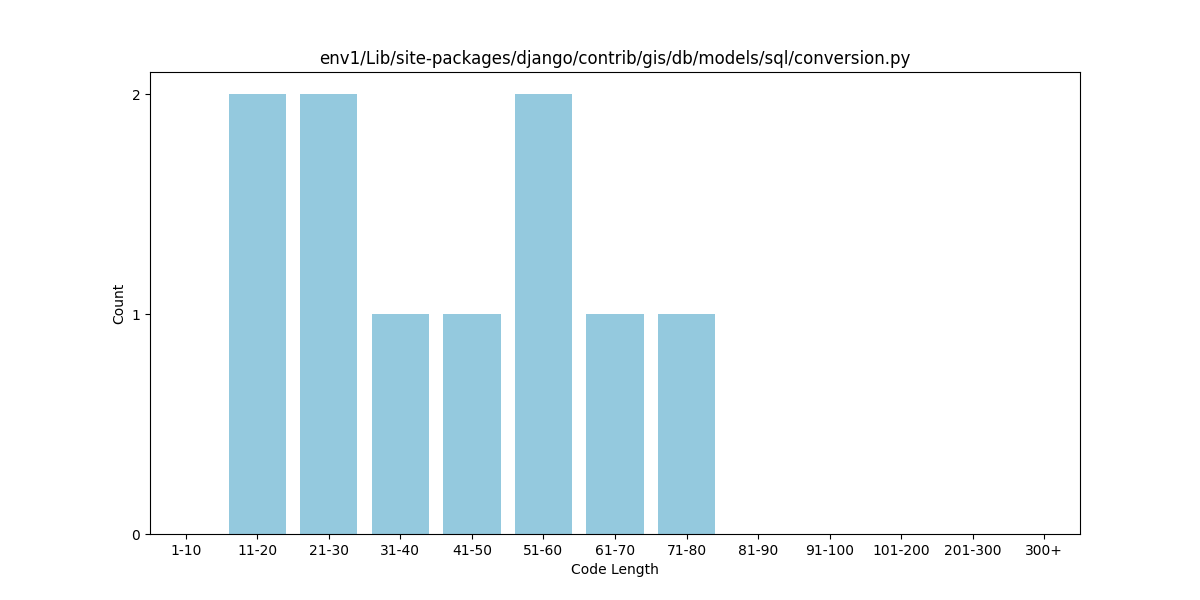 env1/Lib/site-packages/django/contrib/gis/db/models/sql/conversion.py
2
1
0
Count
1-10 11-20 21-30 31-40 41-50 51-60 61-70 71-80 81-90 91-100 101-200 201-300 300+
Code Length